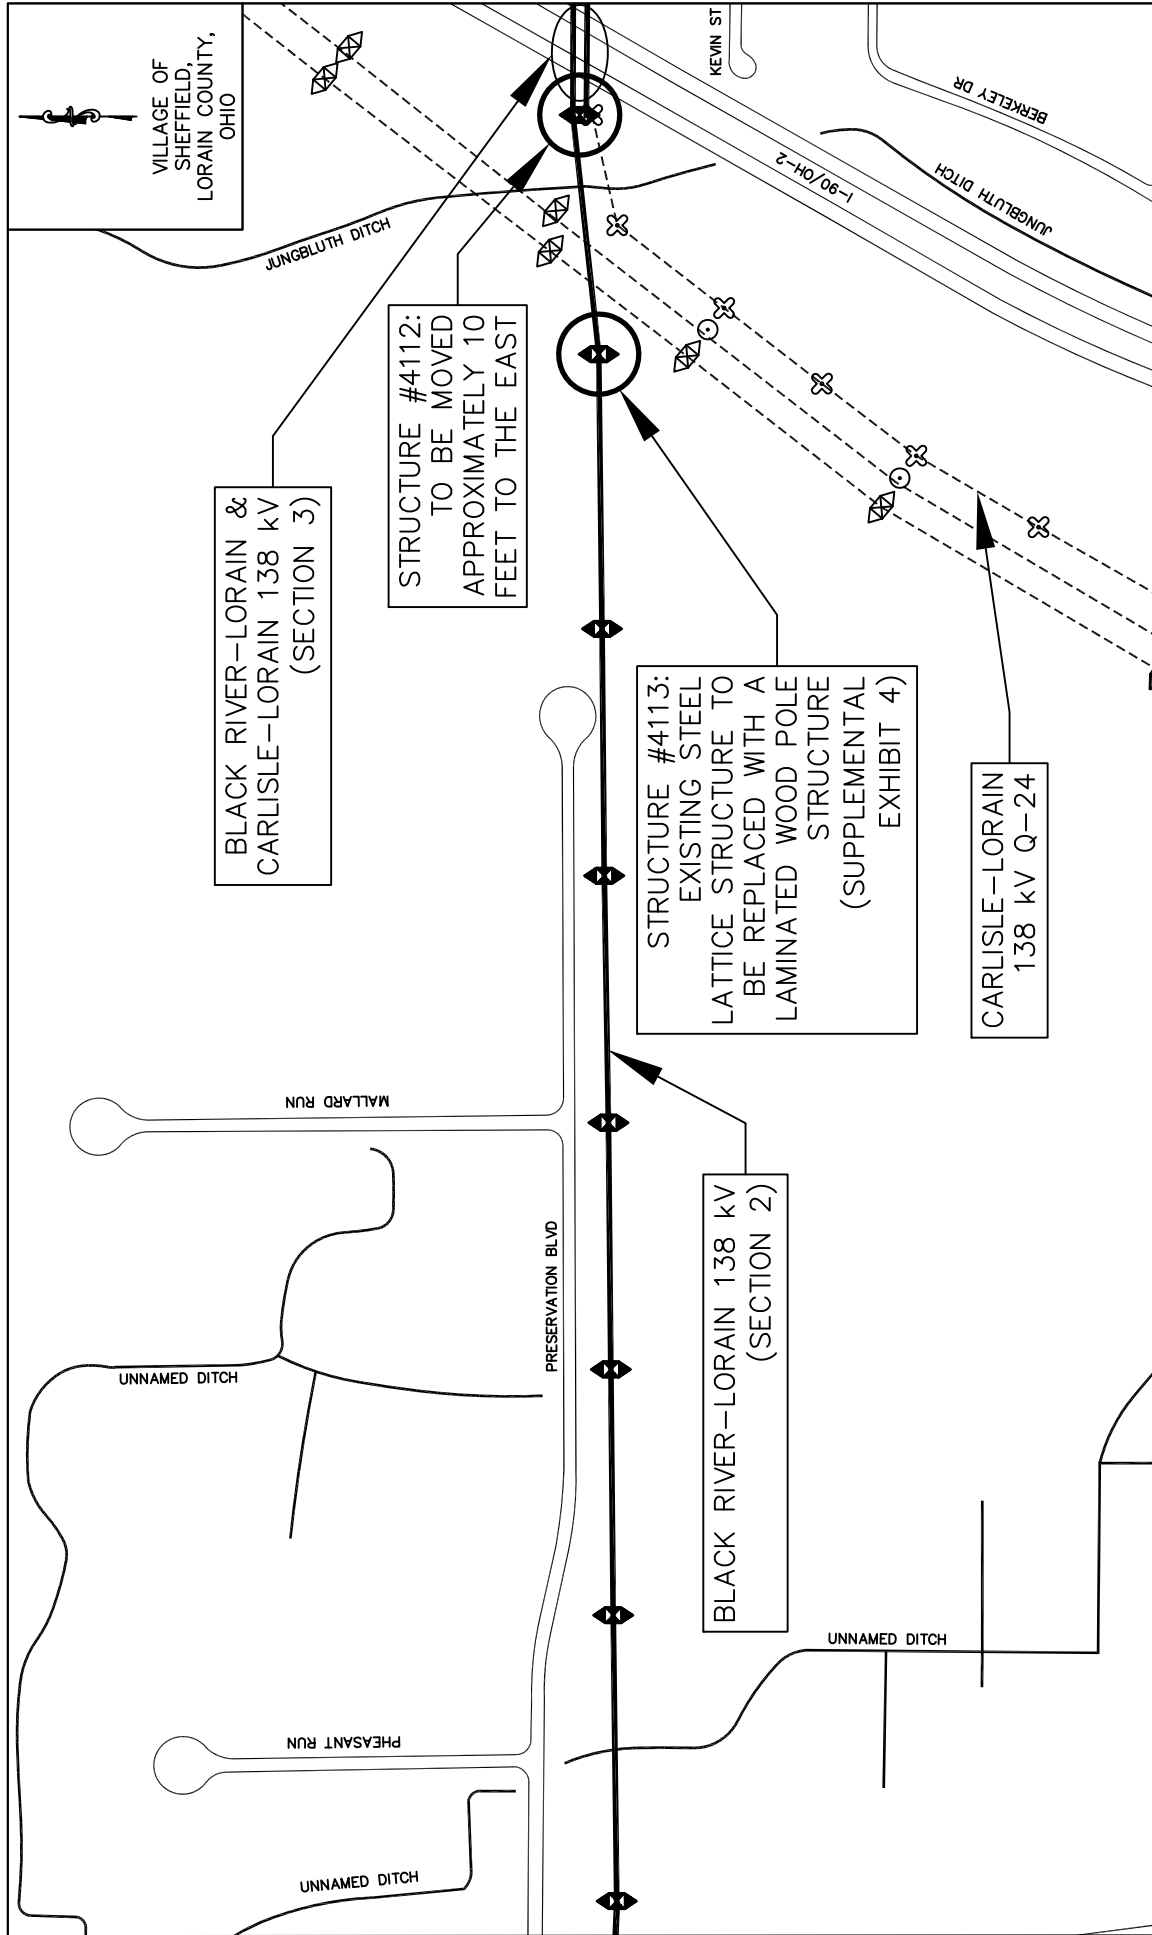 VILLAGE OF
SHEFFIELD,
LORAIN COUNTY,
OHIO
KEVIN ST
BERKELEY DR
I-90/OH-2
JUNGBLUTH DITCH
JUNGBLUTH DITCH
STRUCTURE #4112:
TO BE MOVED
APPROXIMATELY 10
FEET TO THE EAST
BLACK RIVER-LORAIN &
CARLISLE-LORAIN 138 kV
(SECTION 3)
STRUCTURE #4113:
EXISTING STEEL
LATTICE STRUCTURE TO
BE REPLACED WITH A
LAMINATED WOOD POLE
STRUCTURE
(SUPPLEMENTAL
EXHIBIT 4)
CARLISLE-LORAIN
138 kV Q-24
MALLARD RUN
PRESERVATION BLVD
BLACK RIVER-LORAIN 138 kV
(SECTION 2)
UNNAMED DITCH
UNNAMED DITCH
PHEASANT RUN
UNNAMED DITCH